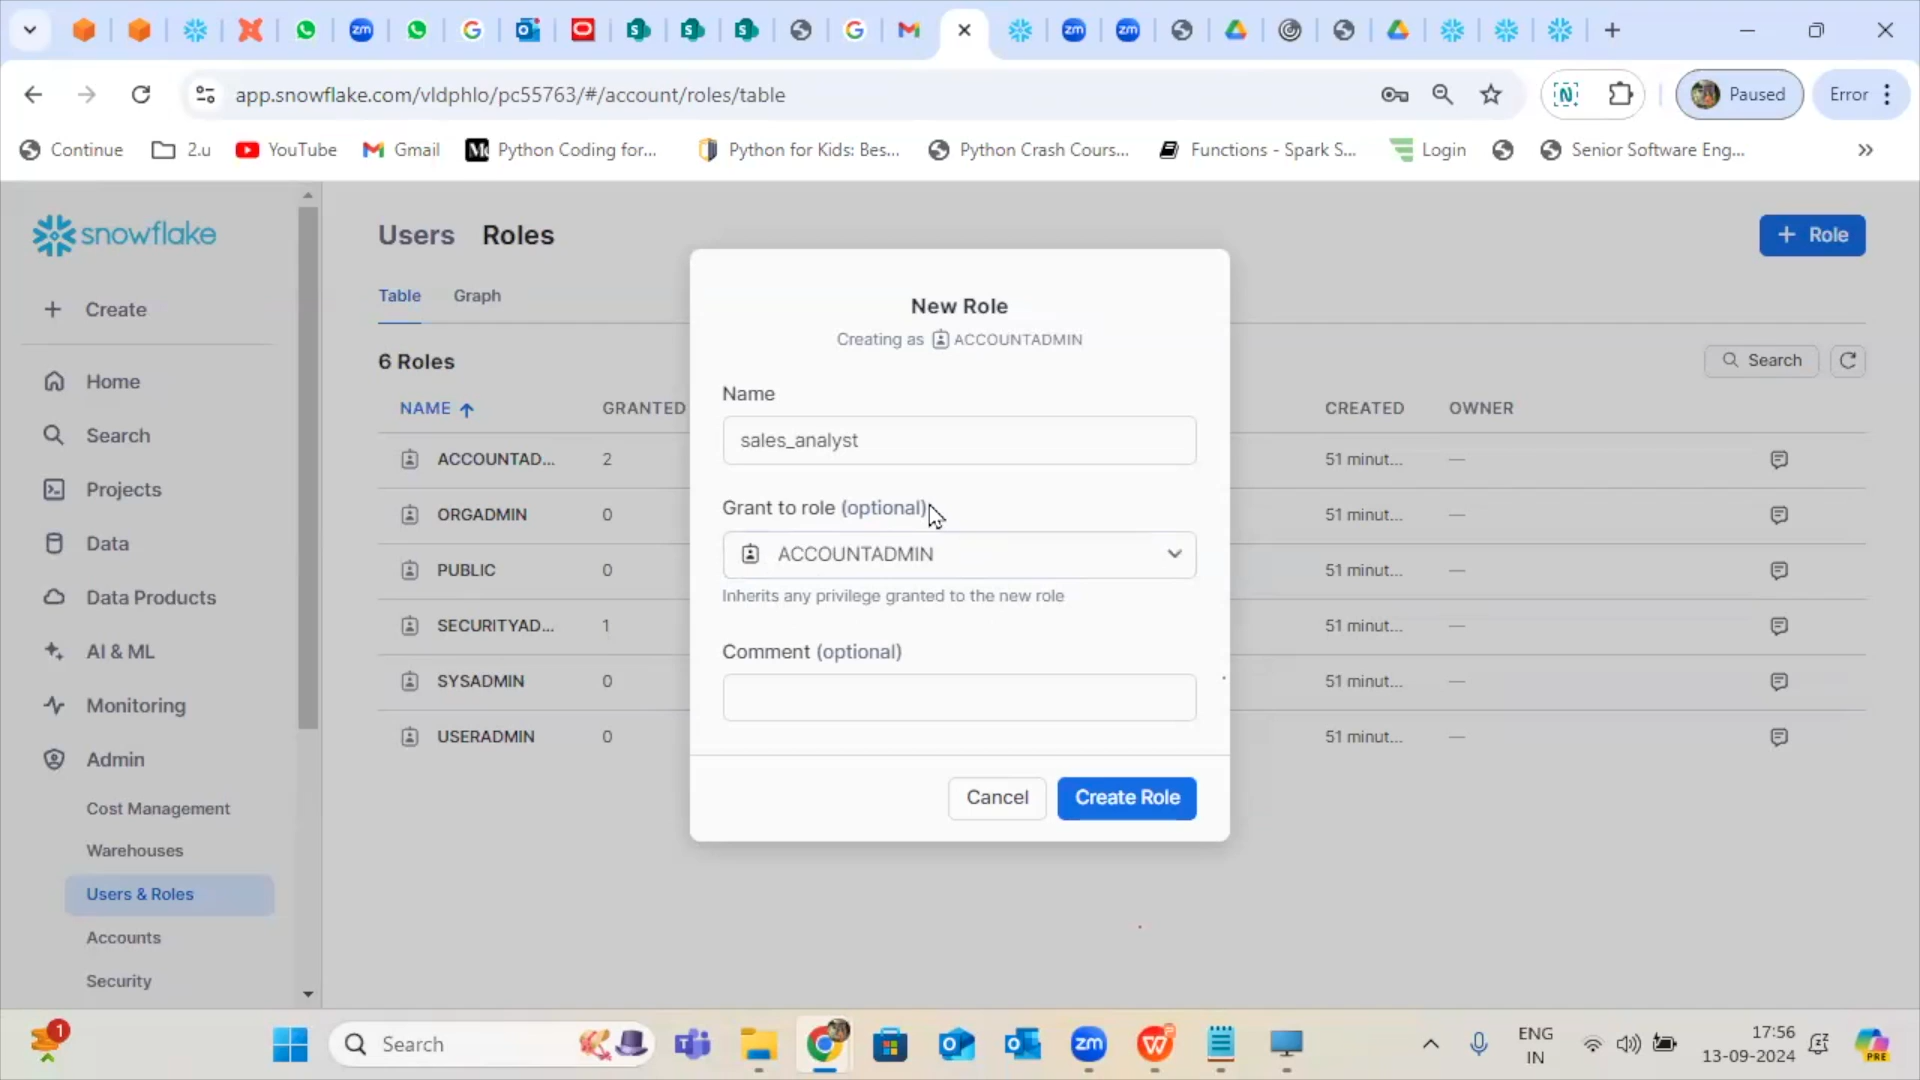 app.snowflake.com/vldphlo/pc55763/#/account/roles/table
Paused
Error
Continue
2.u
YouTube
Gmail
Python Coding for...
Python for Kids: Bes...
Python Crash Cours...
Functions - Spark S...
Login
Senior Software Eng...
snowflake
Create
Home
Search
Projects
Data
Data Products
AI & ML
Monitoring
Admin
Cost Management
Warehouses
Users & Roles
Accounts
Security
Users Roles
+ Role
Table Graph
6 Roles
Search
NAME GRANTED CREATED OWNER
ACCOUNTAD... 2 51 minut... —
ORGADMIN 0 51 minut... —
PUBLIC 0 51 minut... —
SECURITYAD... 1 51 minut... —
SYSADMIN 0 51 minut... —
USERADMIN 0 51 minut... —
New Role
Creating as ACCOUNTADMIN
Name
sales_analyst
Grant to role (optional)
ACCOUNTADMIN
Inherits any privilege granted to the new role
Comment (optional)
Cancel
Create Role
1
Search
ENG
IN
17:56
13-09-2024
PRE